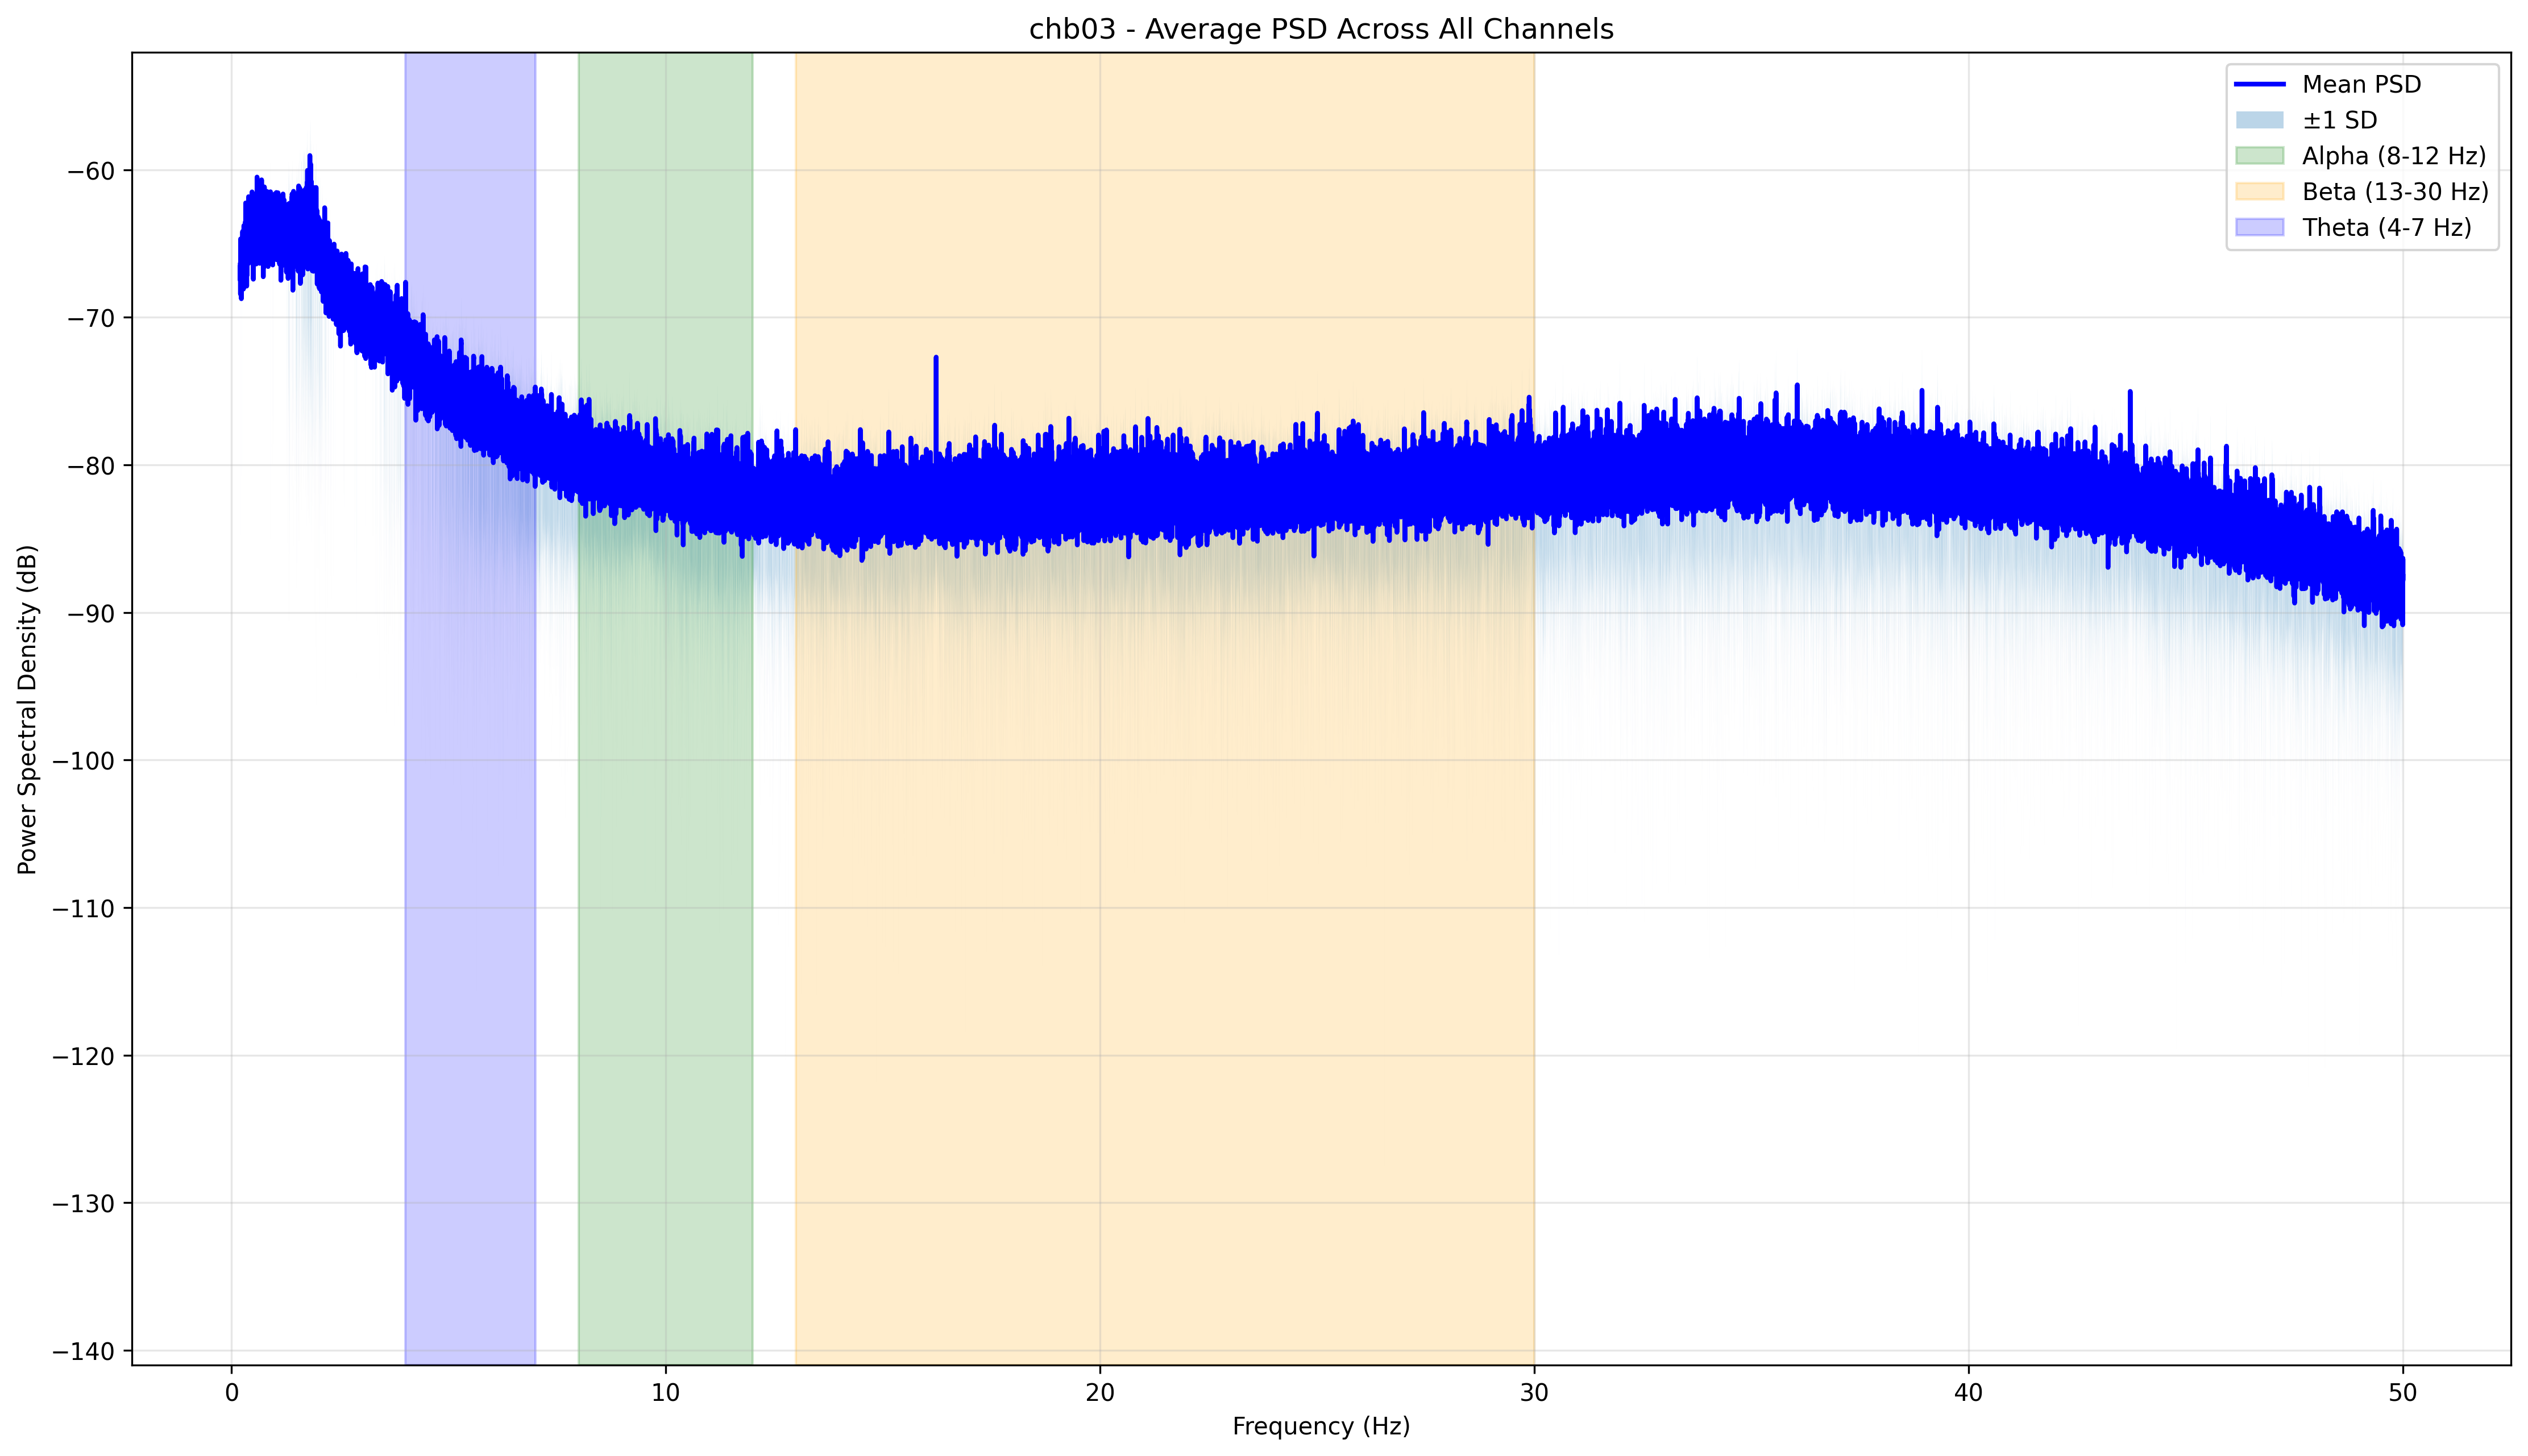 chb03 - Average PSD Across All Channels
Mean PSD
±1 SD
Alpha (8-12 Hz)
Beta (13-30 Hz)
Theta (4-7 Hz)
Power Spectral Density (dB)
−60
−70
−80
−90
−100
−110
−120
−130
−140
0 10 20 30 40 50
Frequency (Hz)